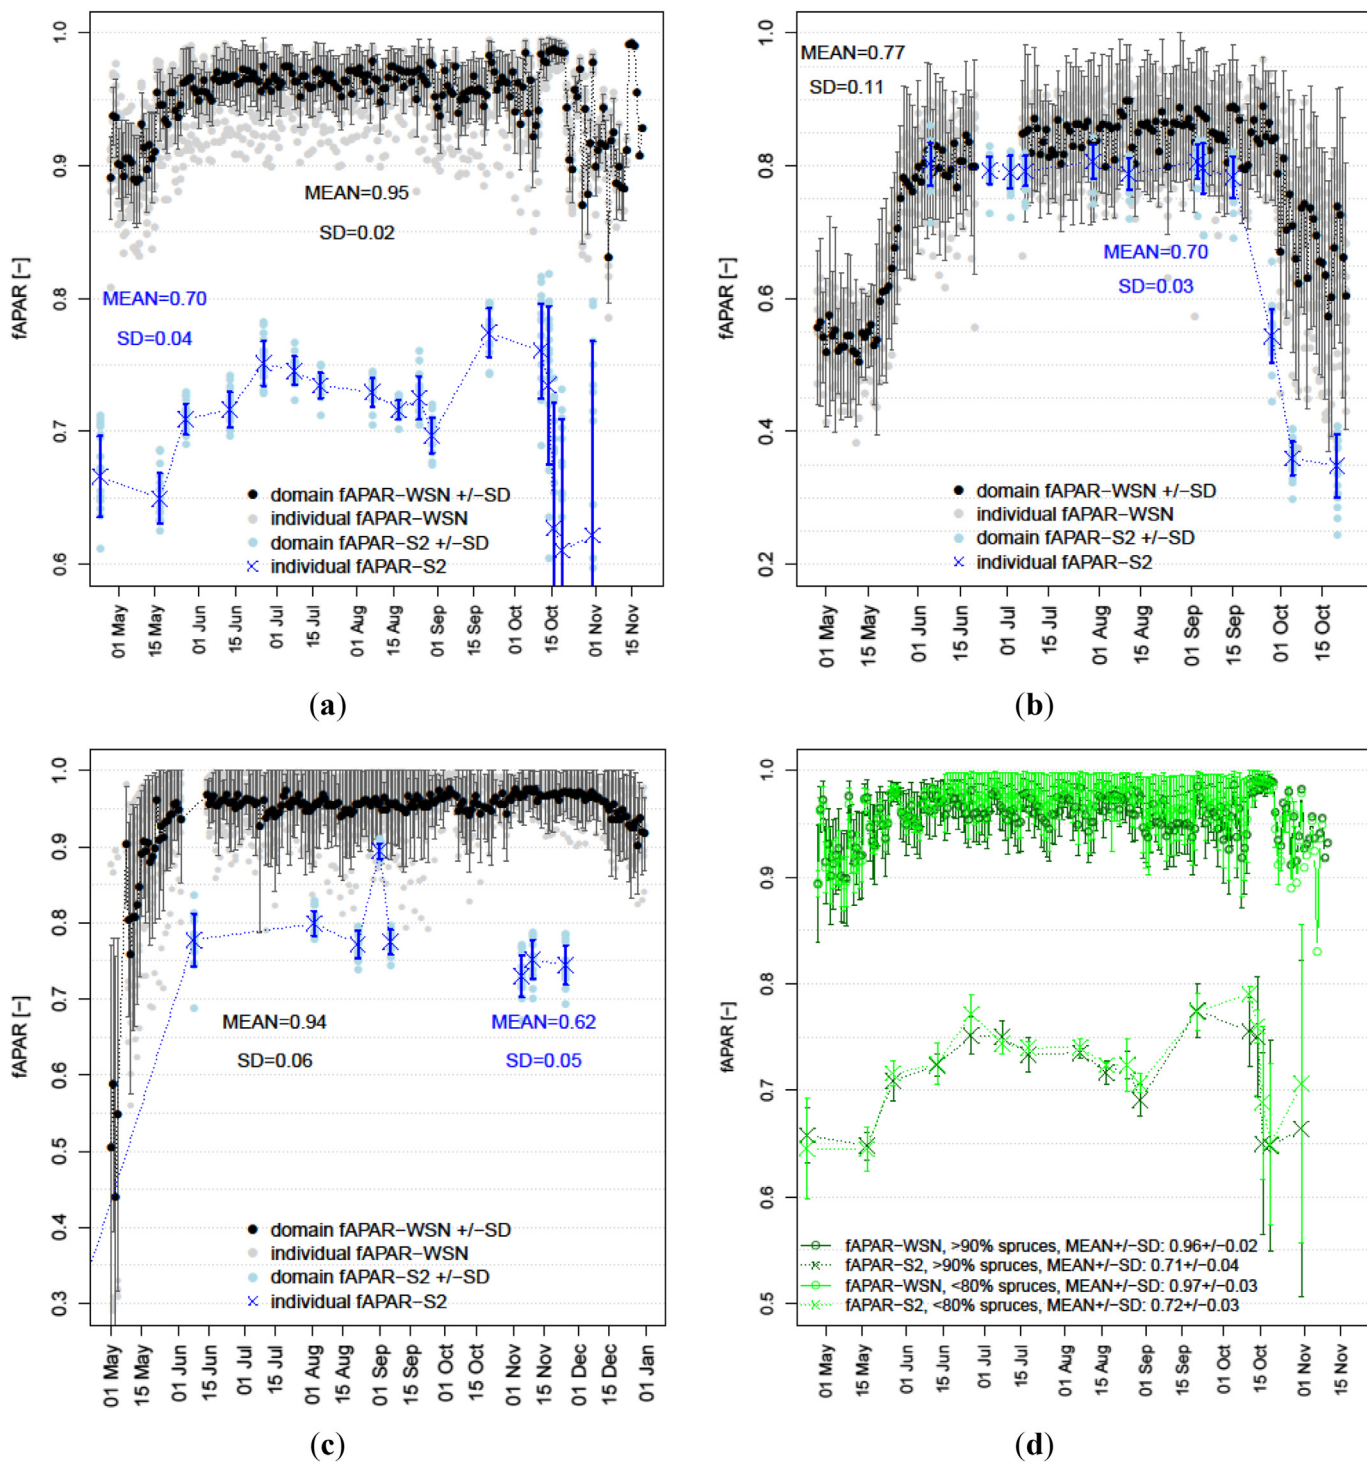 1.0
0.9
0.8
0.7
0.6
fAPAR [−]
MEAN=0.95
SD=0.02
MEAN=0.70
SD=0.04
domain fAPAR−WSN +/−SD
individual fAPAR−WSN
domain fAPAR−S2 +/−SD
individual fAPAR−S2
01 May
15 May
01 Jun
15 Jun
01 Jul
15 Jul
01 Aug
15 Aug
01 Sep
15 Sep
01 Oct
15 Oct
01 Nov
15 Nov
(a)
1.0
0.8
0.6
0.4
0.2
fAPAR [−]
MEAN=0.77
SD=0.11
MEAN=0.70
SD=0.03
domain fAPAR−WSN +/−SD
individual fAPAR−WSN
domain fAPAR−S2 +/−SD
individual fAPAR−S2
01 May
15 May
01 Jun
15 Jun
01 Jul
15 Jul
01 Aug
15 Aug
01 Sep
15 Sep
01 Oct
15 Oct
(b)
1.0
0.9
0.8
0.7
0.6
0.5
0.4
0.3
fAPAR [−]
MEAN=0.94
SD=0.06
MEAN=0.62
SD=0.05
domain fAPAR−WSN +/−SD
individual fAPAR−WSN
domain fAPAR−S2 +/−SD
individual fAPAR−S2
01 May
15 May
01 Jun
15 Jun
01 Jul
15 Jul
01 Aug
15 Aug
01 Sep
15 Sep
01 Oct
15 Oct
01 Nov
15 Nov
01 Dec
15 Dec
01 Jan
(c)
1.0
0.9
0.8
0.7
0.6
0.5
fAPAR [−]
fAPAR−WSN, >90% spruces, MEAN+/−SD: 0.96+/−0.02
fAPAR−S2, >90% spruces, MEAN+/−SD: 0.71+/−0.04
fAPAR−WSN, <80% spruces, MEAN+/−SD: 0.97+/−0.03
fAPAR−S2, <80% spruces, MEAN+/−SD: 0.72+/−0.03
01 May
15 May
01 Jun
15 Jun
01 Jul
15 Jul
01 Aug
15 Aug
01 Sep
15 Sep
01 Oct
15 Oct
01 Nov
15 Nov
(d)